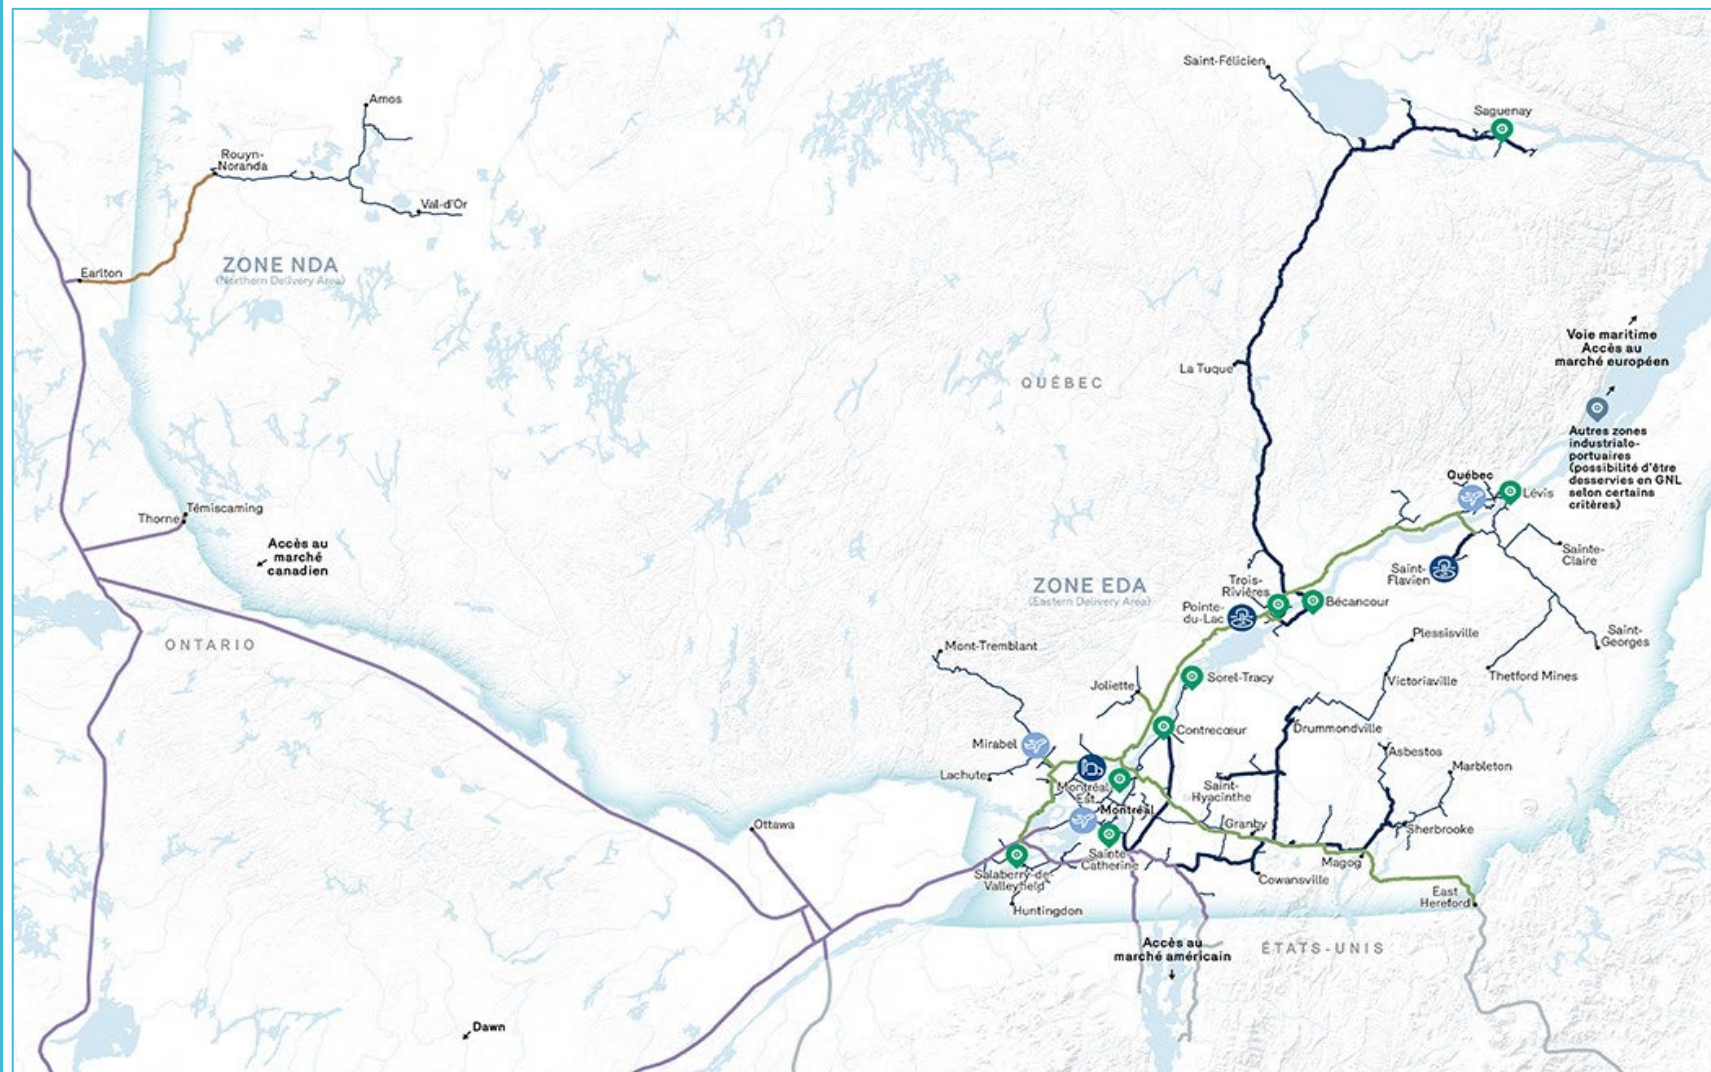 Saint-Félicien
Saguenay
Amos
Rouyn-
Noranda
Val-d'Or
Earlton
ZONE NDA
(Northern Delivery Area)
Voie maritime
Accès au
marché européen
La Tuque
QUÉBEC
Autres zones
industrialo-
portuaires
(possibilité d'être
desservies en GNL
selon certains
critères)
Québec
Lévis
Témiscaming
Thorne
Accès au
marché
canadien
Sainte-
Claire
Saint-
Flavien
ZONE EDA
(Eastern Delivery Area)
Trois-
Rivières
Bécancour
Pointe-
du-Lac
ONTARIO
Plessisville
Saint-
Georges
Mont-Tremblant
Thetford Mines
Victoriaville
Sorel-Tracy
Joliette
Contrecœur
Drummondville
Mirabel
Asbestos
Marbleton
Lachute
Montréal
Est
Saint-
Hyacinthe
Montréal
Ottawa
Granby
Sherbrooke
Sainte
Catherine
Magog
Salaberry-de-
Valleyfield
Cowansville
Huntingdon
East
Hereford
Accès au
marché américain
ÉTATS-UNIS
Dawn